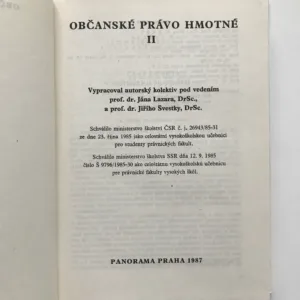 OBČANSKÉ PRÁVO HMOTNÉ
II
Vypracoval autorský kolektiv pod vedením
prof. dr. Jána Lazara, DrSc.,
a prof. dr. Jiřího Švestky, DrSc.
Schválilo ministerstvo školství ČSR č. j. 26945/85-31
ze dne 23. října 1985 jako celostátní vysokoškolskou učebnici
pro studenty právnických fakult.
Schválilo ministerstvo školstva SSR dňa 12. 9. 1985
číslo Š 9798/1985-30 ako celoštátnu vysokoškolskú učebnicu
pre právnické fakulty vysokých škôl.
PANORAMA PRAHA 1987